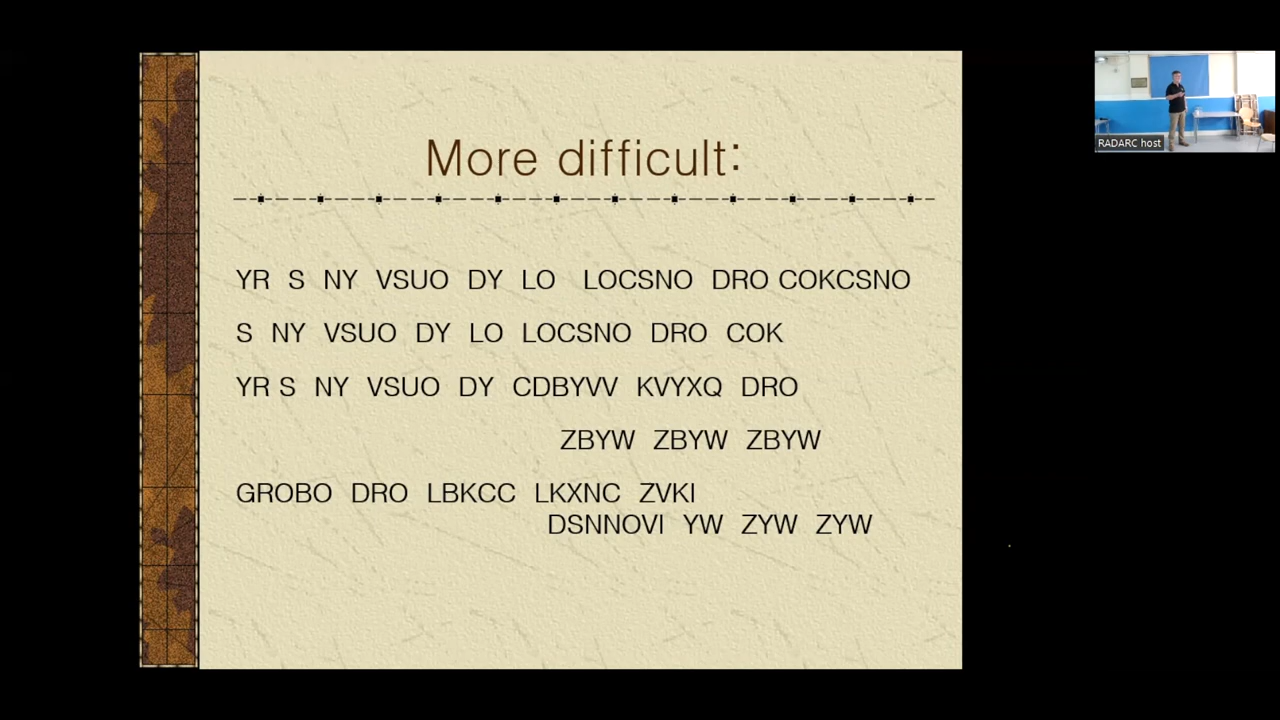 More difficult:
YR S NY VSUO DY LO LOCSNO DRO COKCSNO
S NY VSUO DY LO LOCSNO DRO COK
YR S NY VSUO DY CDBYVV KVYXQ DRO
ZBYW ZBYW ZBYW
GROBO DRO LBKCC LKXNC ZVKI
DSNNOVI YW ZYW ZYW
RADARC host